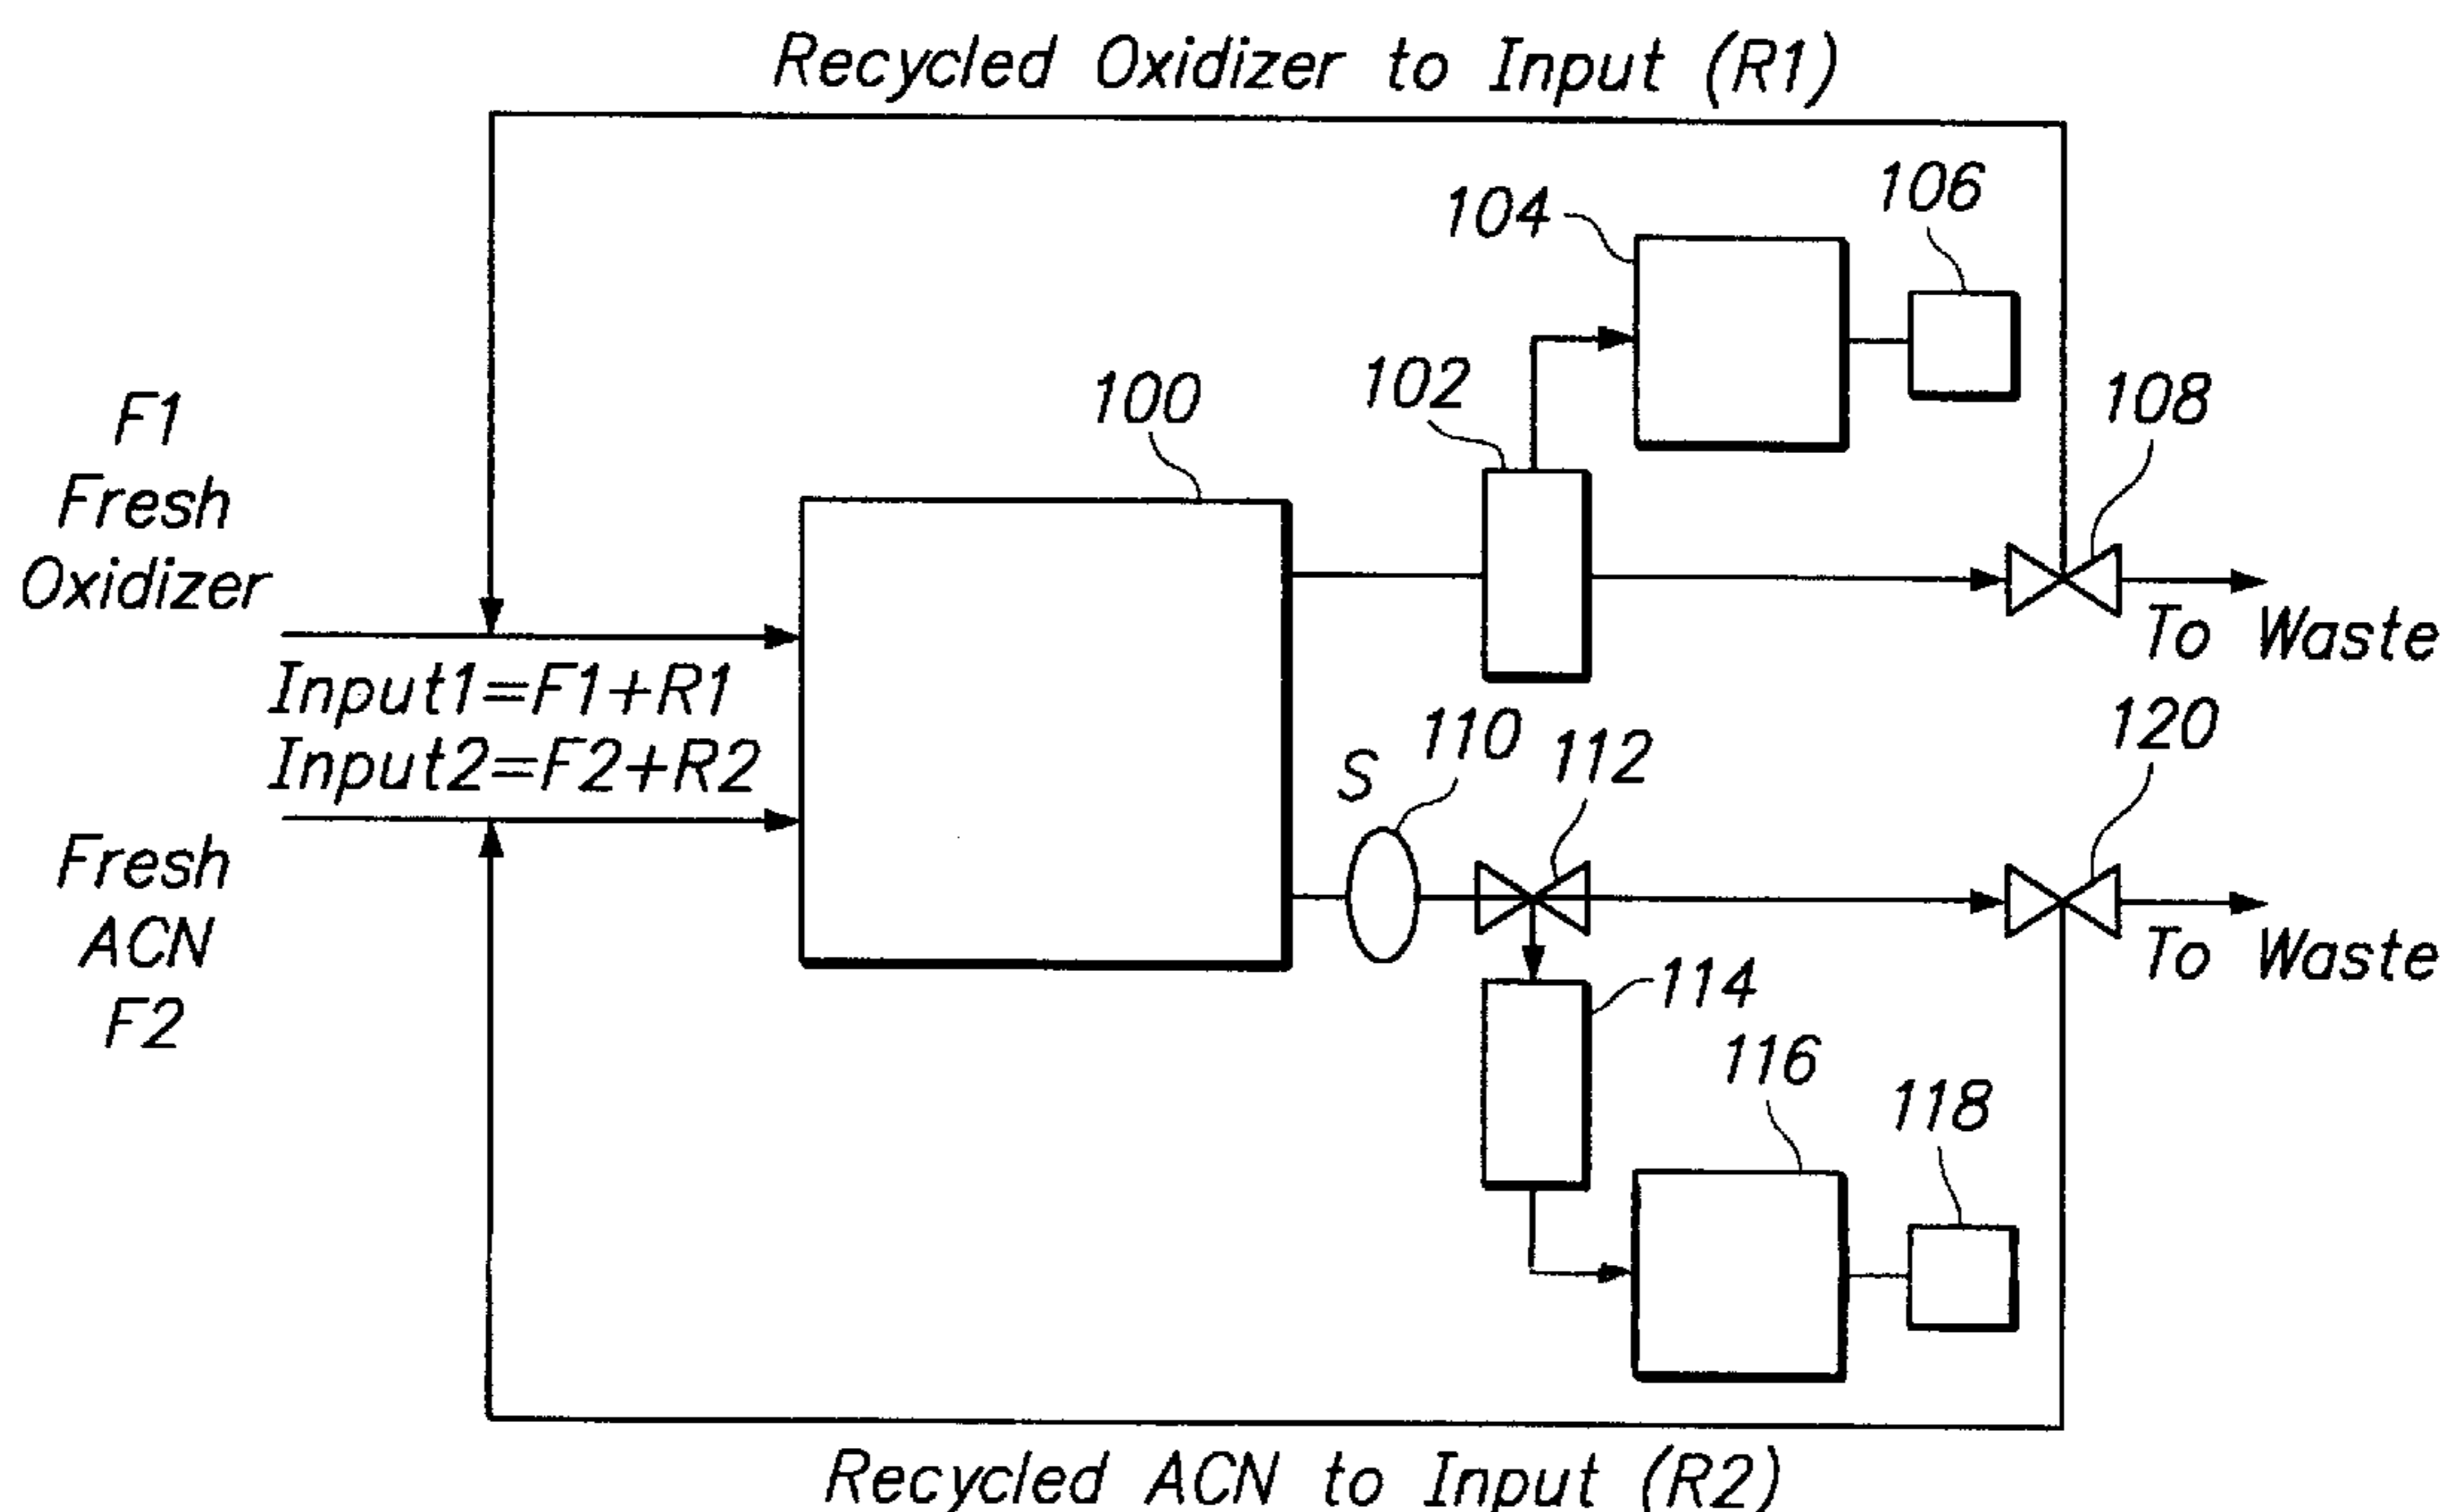 Recycled Oxidizer to Input (R1)
104
106
102
108
100
F1
Fresh
Oxidizer
To Waste
Input1=F1+R1
Input2=F2+R2
S
110
112
120
Fresh
ACN
F2
To Waste
114
116
118
Recycled ACN to Input (R2)